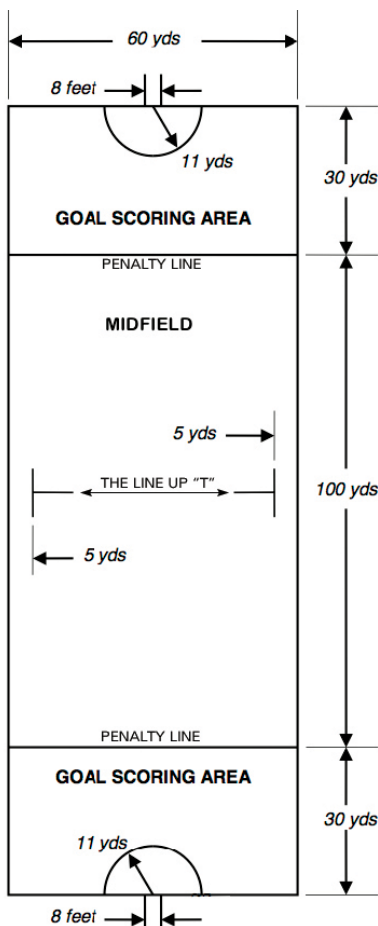 60 yds
8 feet
11 yds
30 yds
GOAL SCORING AREA
PENALTY LINE
MIDFIELD
5 yds
THE LINE UP "T"
100 yds
5 yds
PENALTY LINE
GOAL SCORING AREA
11 yds
30 yds
8 feet